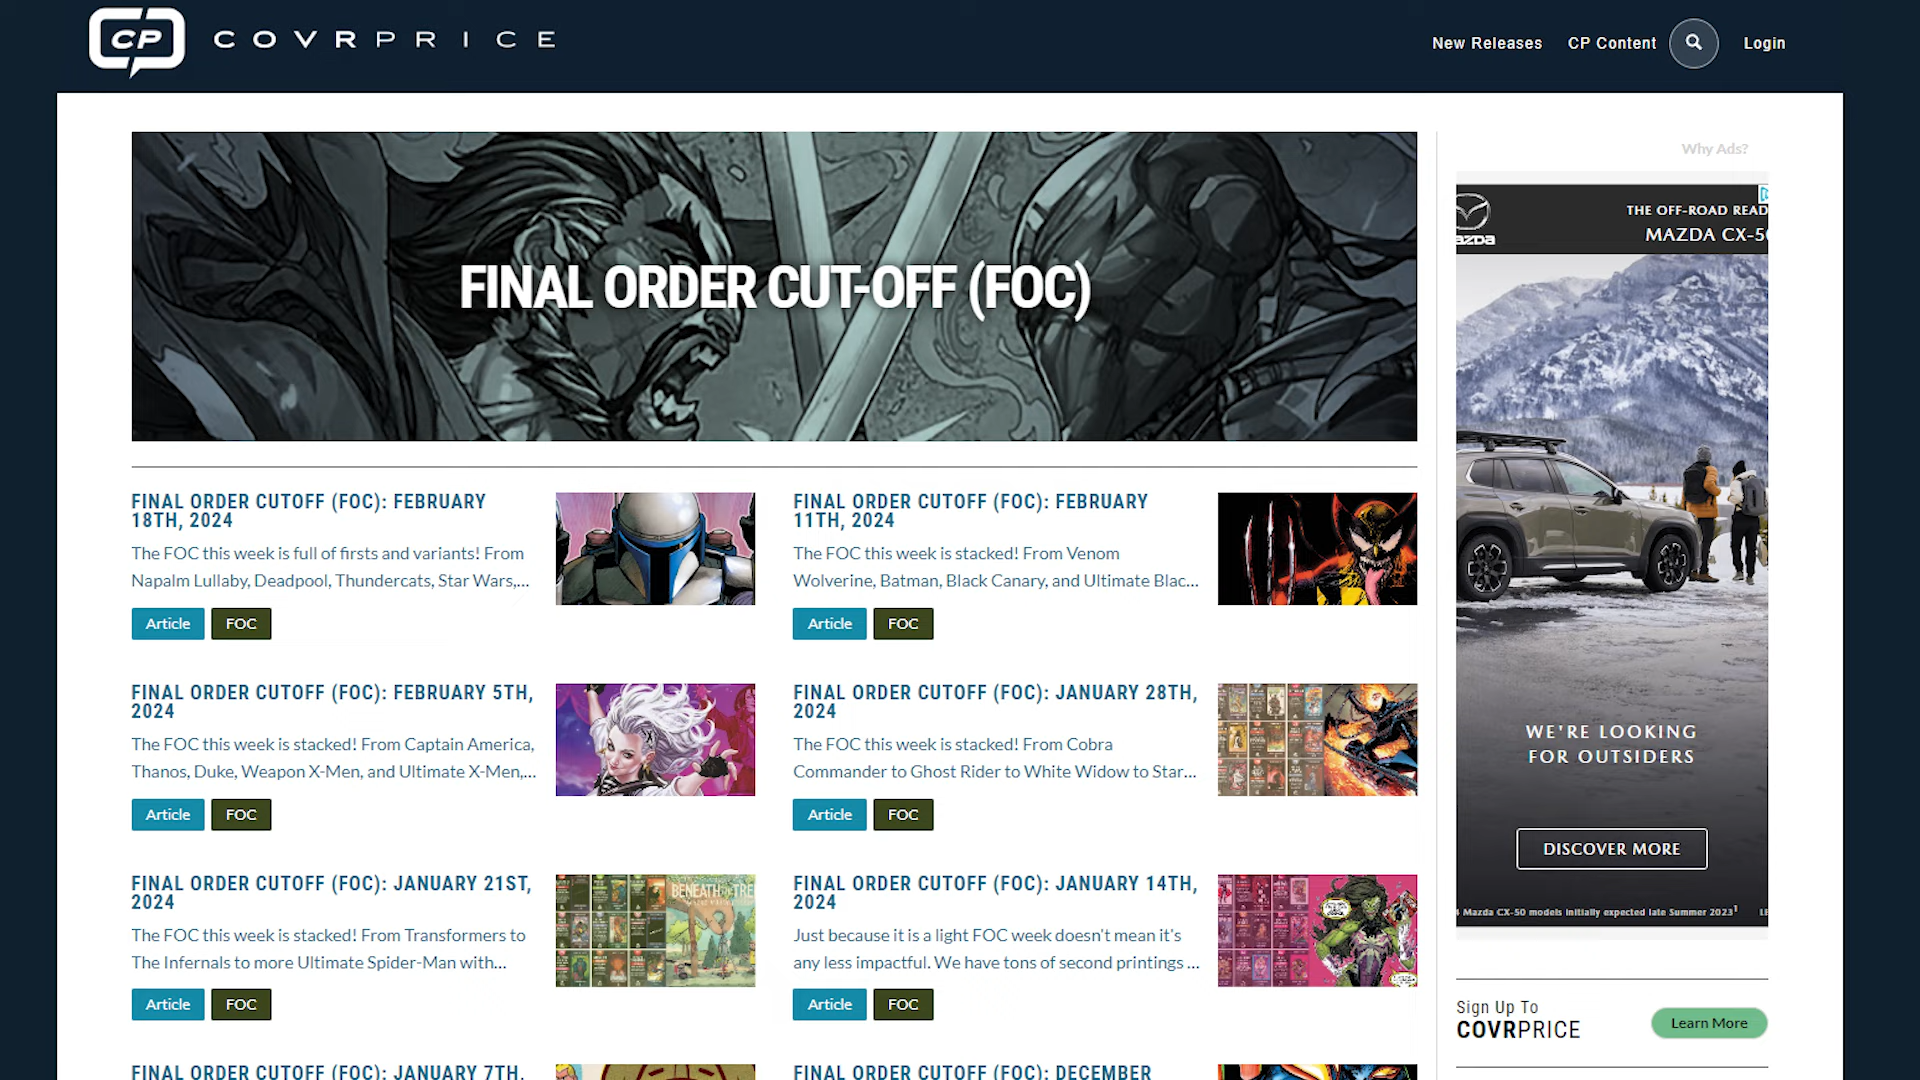 CP COVRPRICE
New Releases
CP Content
Login
Why Ads?
FINAL ORDER CUT-OFF (FOC)
FINAL ORDER CUTOFF (FOC): FEBRUARY
18TH, 2024
The FOC this week is full of firsts and variants! From
Napalm Lullaby, Deadpool, Thundercats, Star Wars,...
Article FOC
FINAL ORDER CUTOFF (FOC): FEBRUARY
11TH, 2024
The FOC this week is stacked! From Venom
Wolverine, Batman, Black Canary, and Ultimate Blac...
Article FOC
FINAL ORDER CUTOFF (FOC): FEBRUARY 5TH,
2024
The FOC this week is stacked! From Captain America,
Thanos, Duke, Weapon X-Men, and Ultimate X-Men,...
Article FOC
FINAL ORDER CUTOFF (FOC): JANUARY 28TH,
2024
The FOC this week is stacked! From Cobra
Commander to Ghost Rider to White Widow to Star...
Article FOC
FINAL ORDER CUTOFF (FOC): JANUARY 21ST,
2024
The FOC this week is stacked! From Transformers to
The Infernals to more Ultimate Spider-Man with...
Article FOC
BENEATH THE TRE
FINAL ORDER CUTOFF (FOC): JANUARY 14TH,
2024
Just because it is a light FOC week doesn't mean it's
any less impactful. We have tons of second printings ...
Article FOC
FINAL ORDER CUTOFF (FOC): JANUARY 7TH,
FINAL ORDER CUTOFF (FOC): DECEMBER
THE OFF-ROAD READ
MAZDA CX-50
azda
WE'RE LOOKING
FOR OUTSIDERS
DISCOVER MORE
4 Mazda CX-50 models initially expected late Summer 2023¹
Sign Up To
COVRPRICE
Learn More